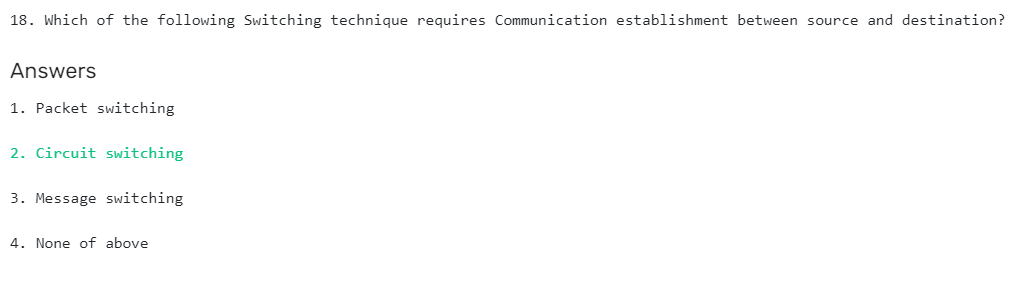 18. Which of the following Switching technique requires Communication establishment between source and destination?
Answers
1. Packet switching
2. Circuit switching
3. Message switching
4. None of above